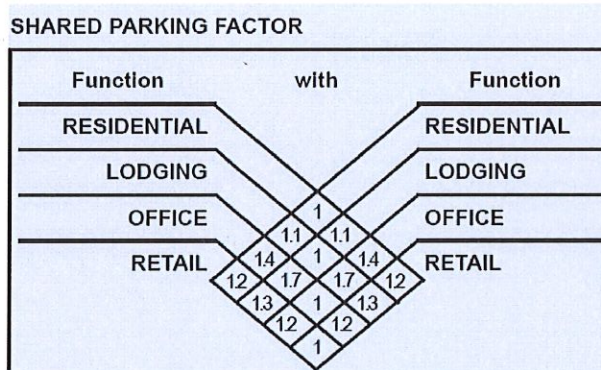 SHARED PARKING FACTOR
Function with Function
RESIDENTIAL RESIDENTIAL
LODGING LODGING
OFFICE OFFICE
RETAIL RETAIL
1
1.1 1.1
1.4 1 1.4
1.2 1.7 1.7 1.2
1.3 1 1.3
1.2 1.2
1